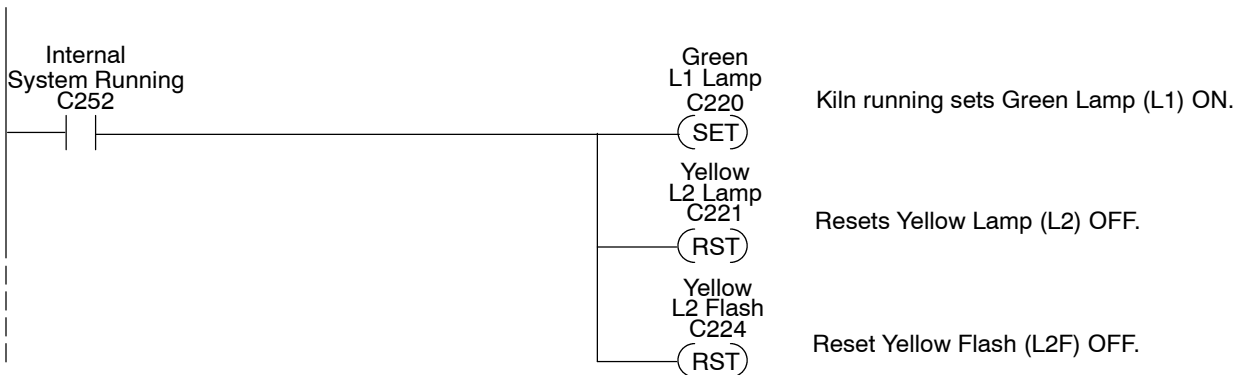 Internal
System Running
C252
Green
L1 Lamp
C220
SET
Kiln running sets Green Lamp (L1) ON.
Yellow
L2 Lamp
C221
RST
Resets Yellow Lamp (L2) OFF.
Yellow
L2 Flash
C224
RST
Reset Yellow Flash (L2F) OFF.